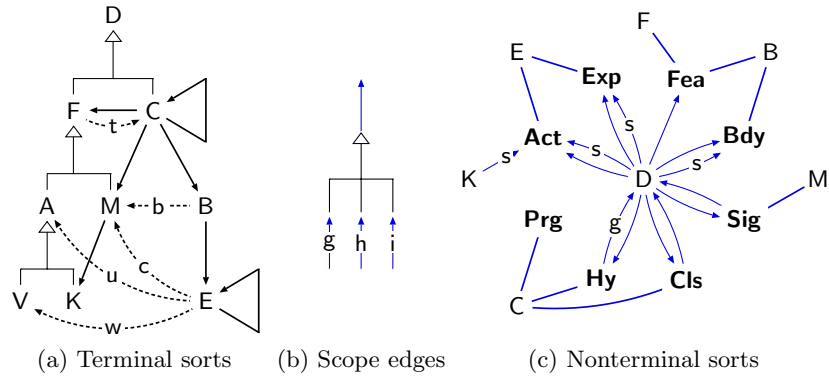 D
F
C
t
A
M
b
B
u
c
V
K
E
w
(a) Terminal sorts
g
h
i
(b) Scope edges
F
E
B
Exp
Fea
s
Act
s
s
Bdy
K
s
D
M
Prg
g
Sig
Hy
Cls
C
(c) Nonterminal sorts